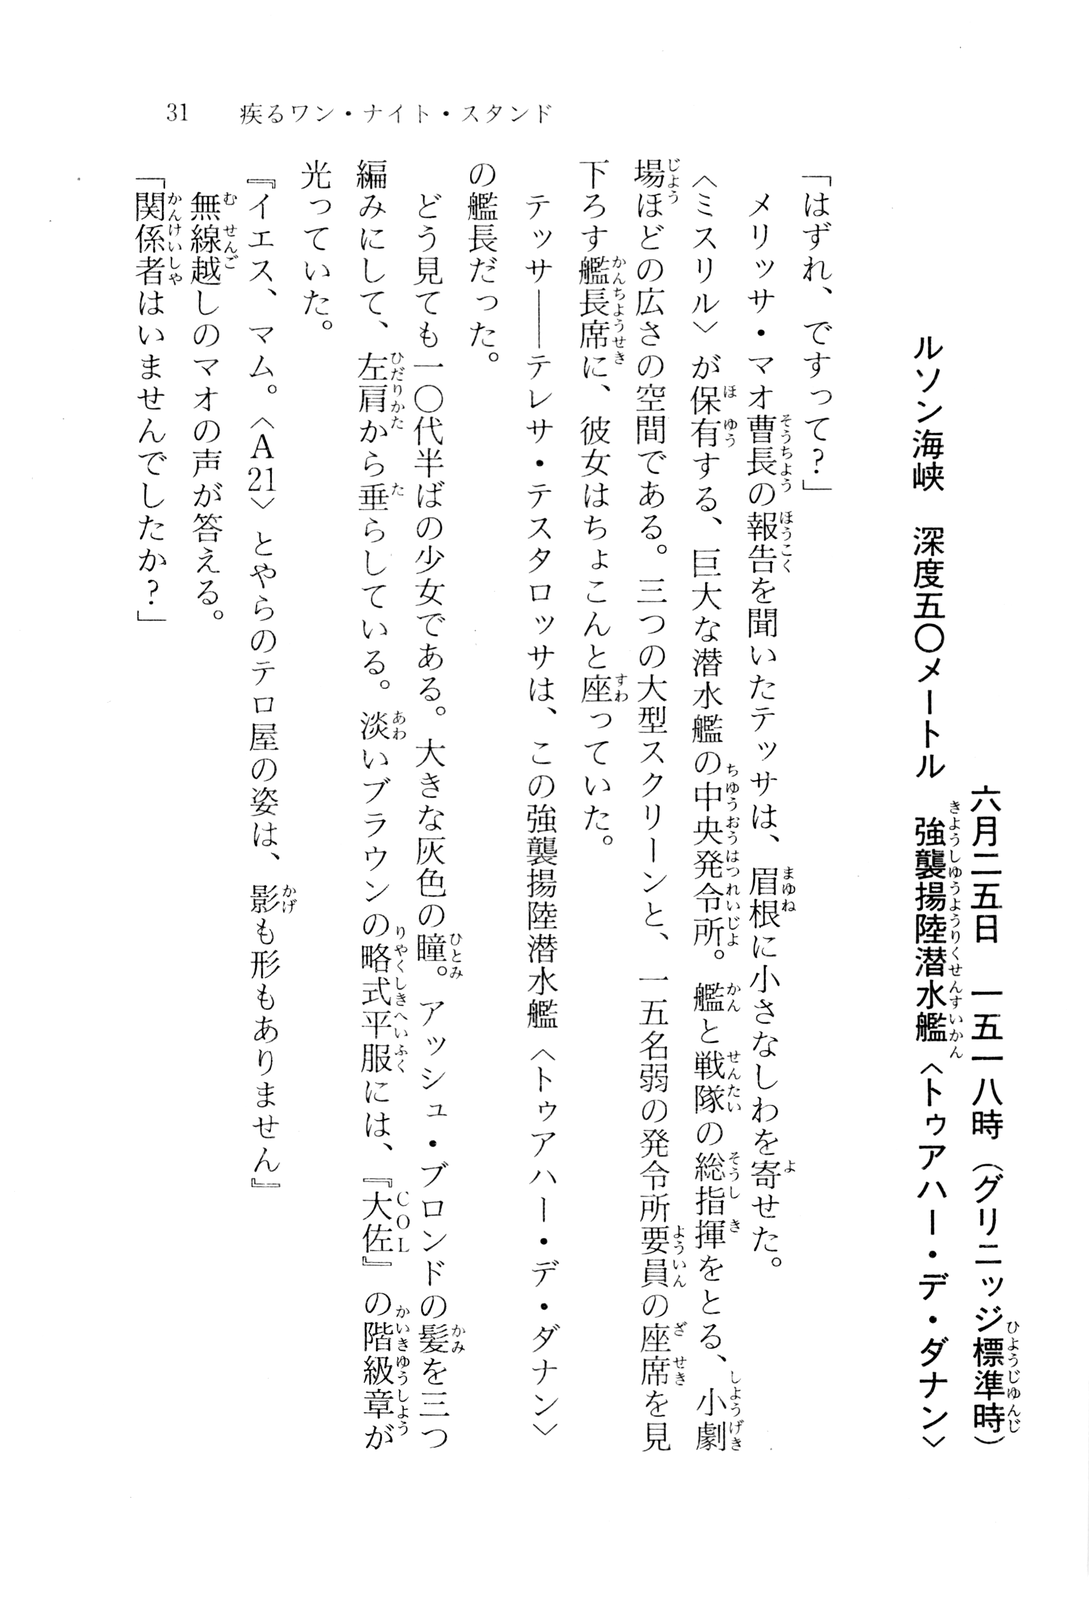 31　疾るワン・ナイト・スタンド
六月二五日　一五一八時（グリニッジ標準時）
ルソン海峡　深度五〇メートル　強襲揚陸潜水艦〈トゥアハー・デ・ダナン〉
「はずれ、ですって？」
　メリッサ・マオ曹長の報告を聞いたテッサは、眉根に小さなしわを寄せた。
〈ミスリル〉が保有する、巨大な潜水艦の中央発令所。艦と戦隊の総指揮をとる、小劇
場ほどの広さの空間である。三つの大型スクリーンと、一五名弱の発令所要員の座席を見
下ろす艦長席に、彼女はちょこんと座っていた。
　テッサ――テレサ・テスタロッサは、この強襲揚陸潜水艦〈トゥアハー・デ・ダナン〉
の艦長だった。
　どう見ても一〇代半ばの少女である。大きな灰色の瞳。アッシュ・ブロンドの髪を三つ
編みにして、左肩から垂らしている。淡いブラウンの略式平服には、『大佐』の階級章が
光っていた。
『イエス、マム。〈A21〉とやらのテロ屋の姿は、影も形もありません』
　無線越しのマオの声が答える。
「関係者はいませんでしたか？」